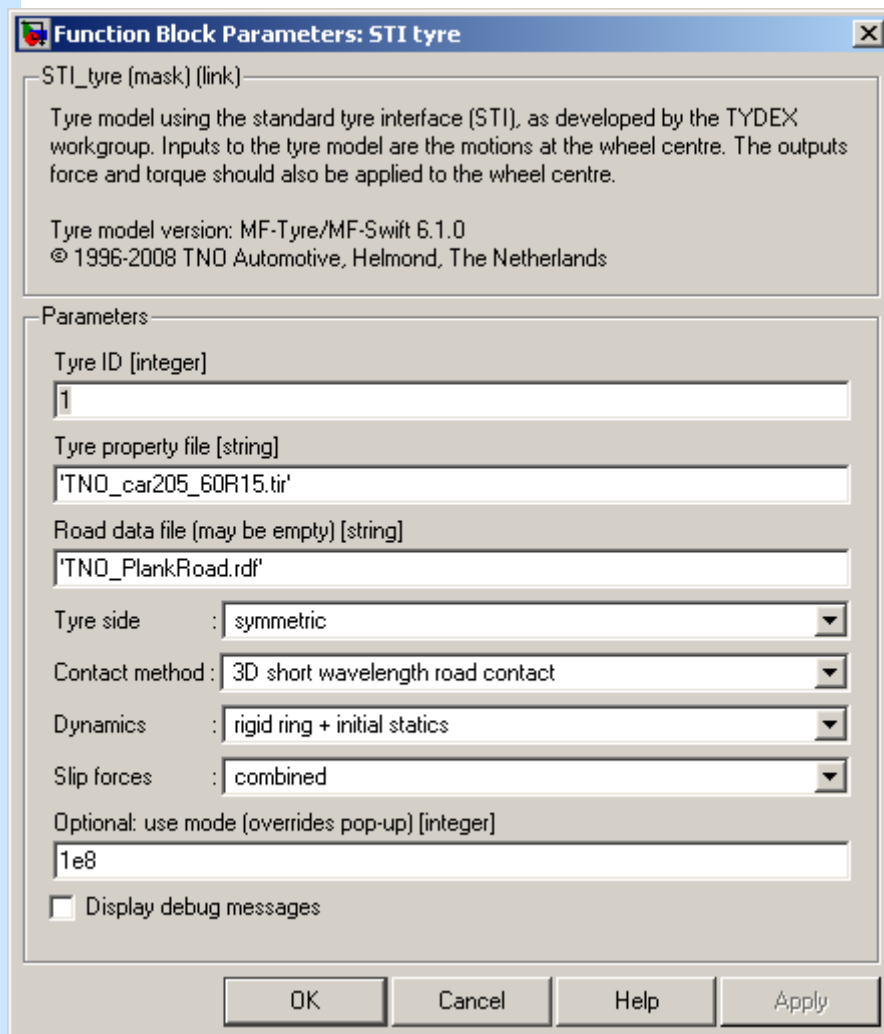 Function Block Parameters: STI tyre
STI_tyre (mask) (link)
Tyre model using the standard tyre interface (STI), as developed by the TYDEX
workgroup. Inputs to the tyre model are the motions at the wheel centre. The outputs
force and torque should also be applied to the wheel centre.
Tyre model version: MF-Tyre/MF-Swift 6.1.0
© 1996-2008 TNO Automotive, Helmond, The Netherlands
Parameters
Tyre ID [integer]
1
Tyre property file [string]
'TNO_car205_60R15.tir'
Road data file (may be empty) [string]
'TNO_PlankRoad.rdf'
Tyre side : symmetric
Contact method : 3D short wavelength road contact
Dynamics : rigid ring + initial statics
Slip forces : combined
Optional: use mode (overrides pop-up) [integer]
1e8
Display debug messages
OK Cancel Help Apply